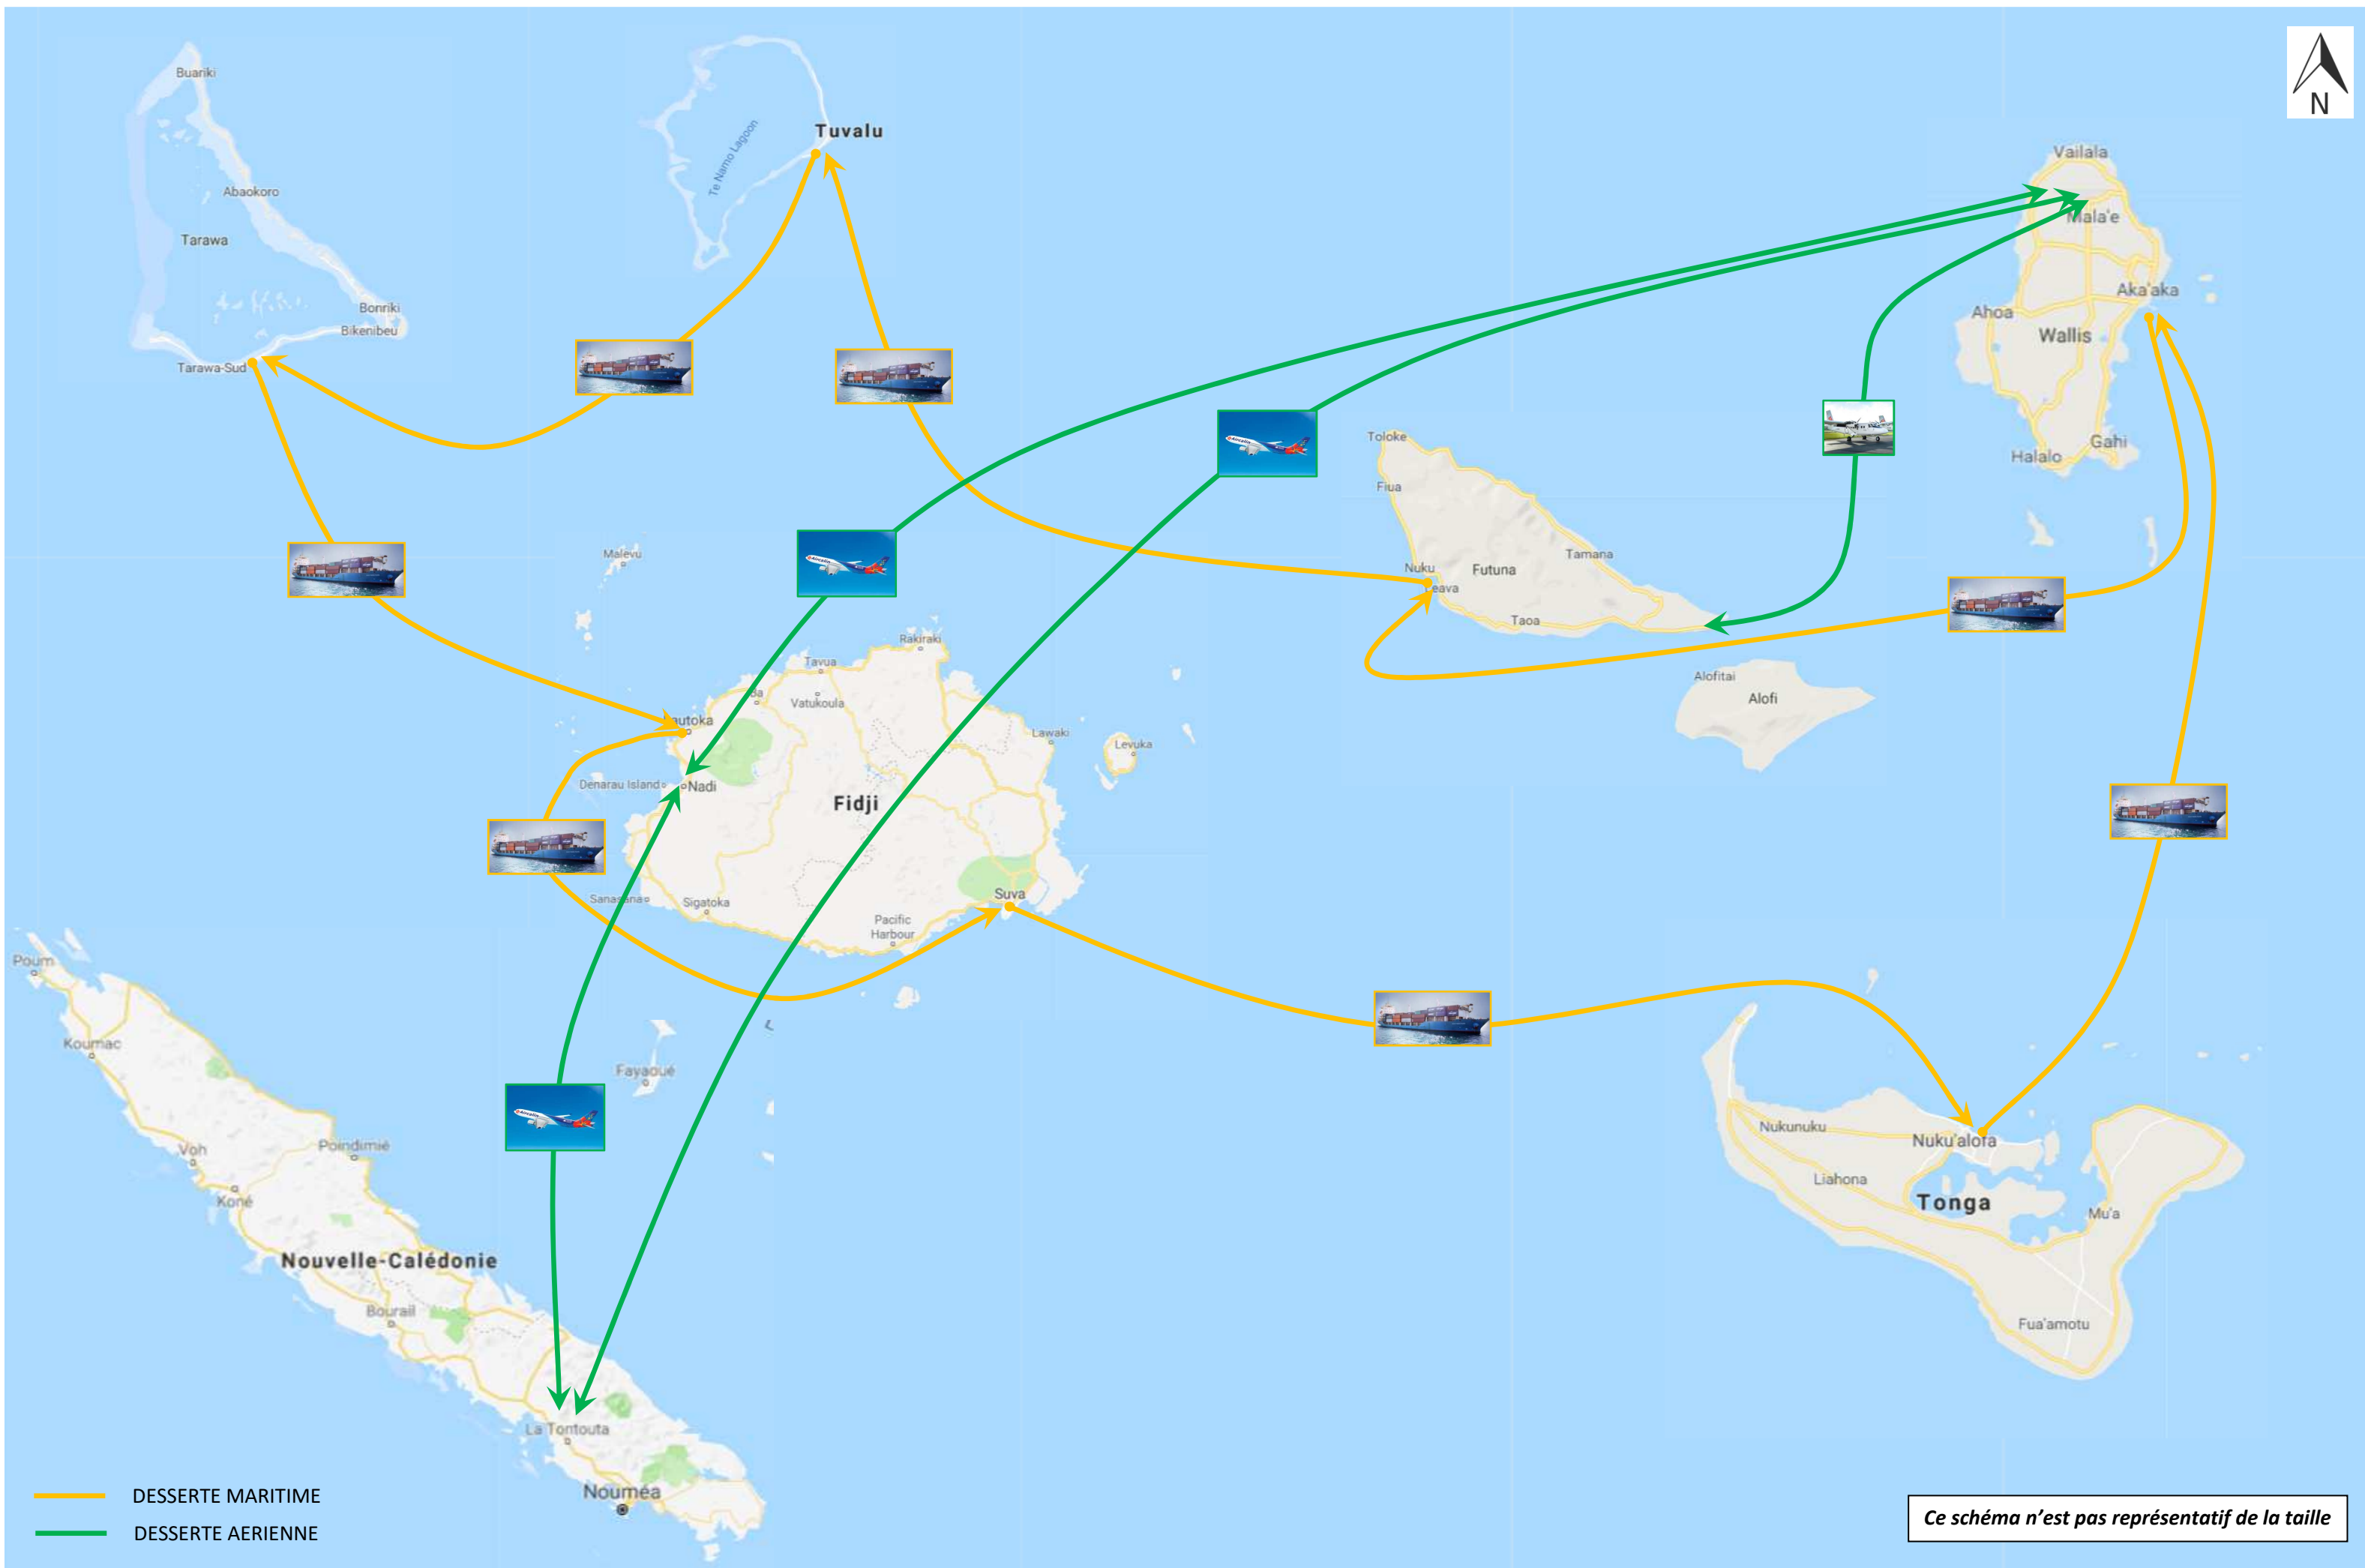 Buariki
Abaokoro
Tarawa
Bonriki
Bikenibeu
Tarawa-Sud
Te Namo Lagoon
Tuvalu
N
Vailala
Mala'e
Aka'aka
Ahoa
Wallis
Gahi
Halalo
Toloke
Fiua
Nuku
Leava
Futuna
Tamana
Taoa
Alofitai
Alofi
Malevu
Rakiraki
Tavua
Vatukoula
Lawaki
Levuka
Denarau Island
Nadi
Fidji
Suva
Sigatoka
Pacific
Harbour
Poum
Koumac
Fayaoué
Voh
Poindimié
Koné
Nouvelle-Calédonie
Bourail
La Tontouta
Nouméa
Nukunuku
Nuku'alofa
Liahona
Tonga
Mu'a
Fua'amotu
DESSERTE MARITIME
DESSERTE AERIENNE
Ce schéma n'est pas représentatif de la taille